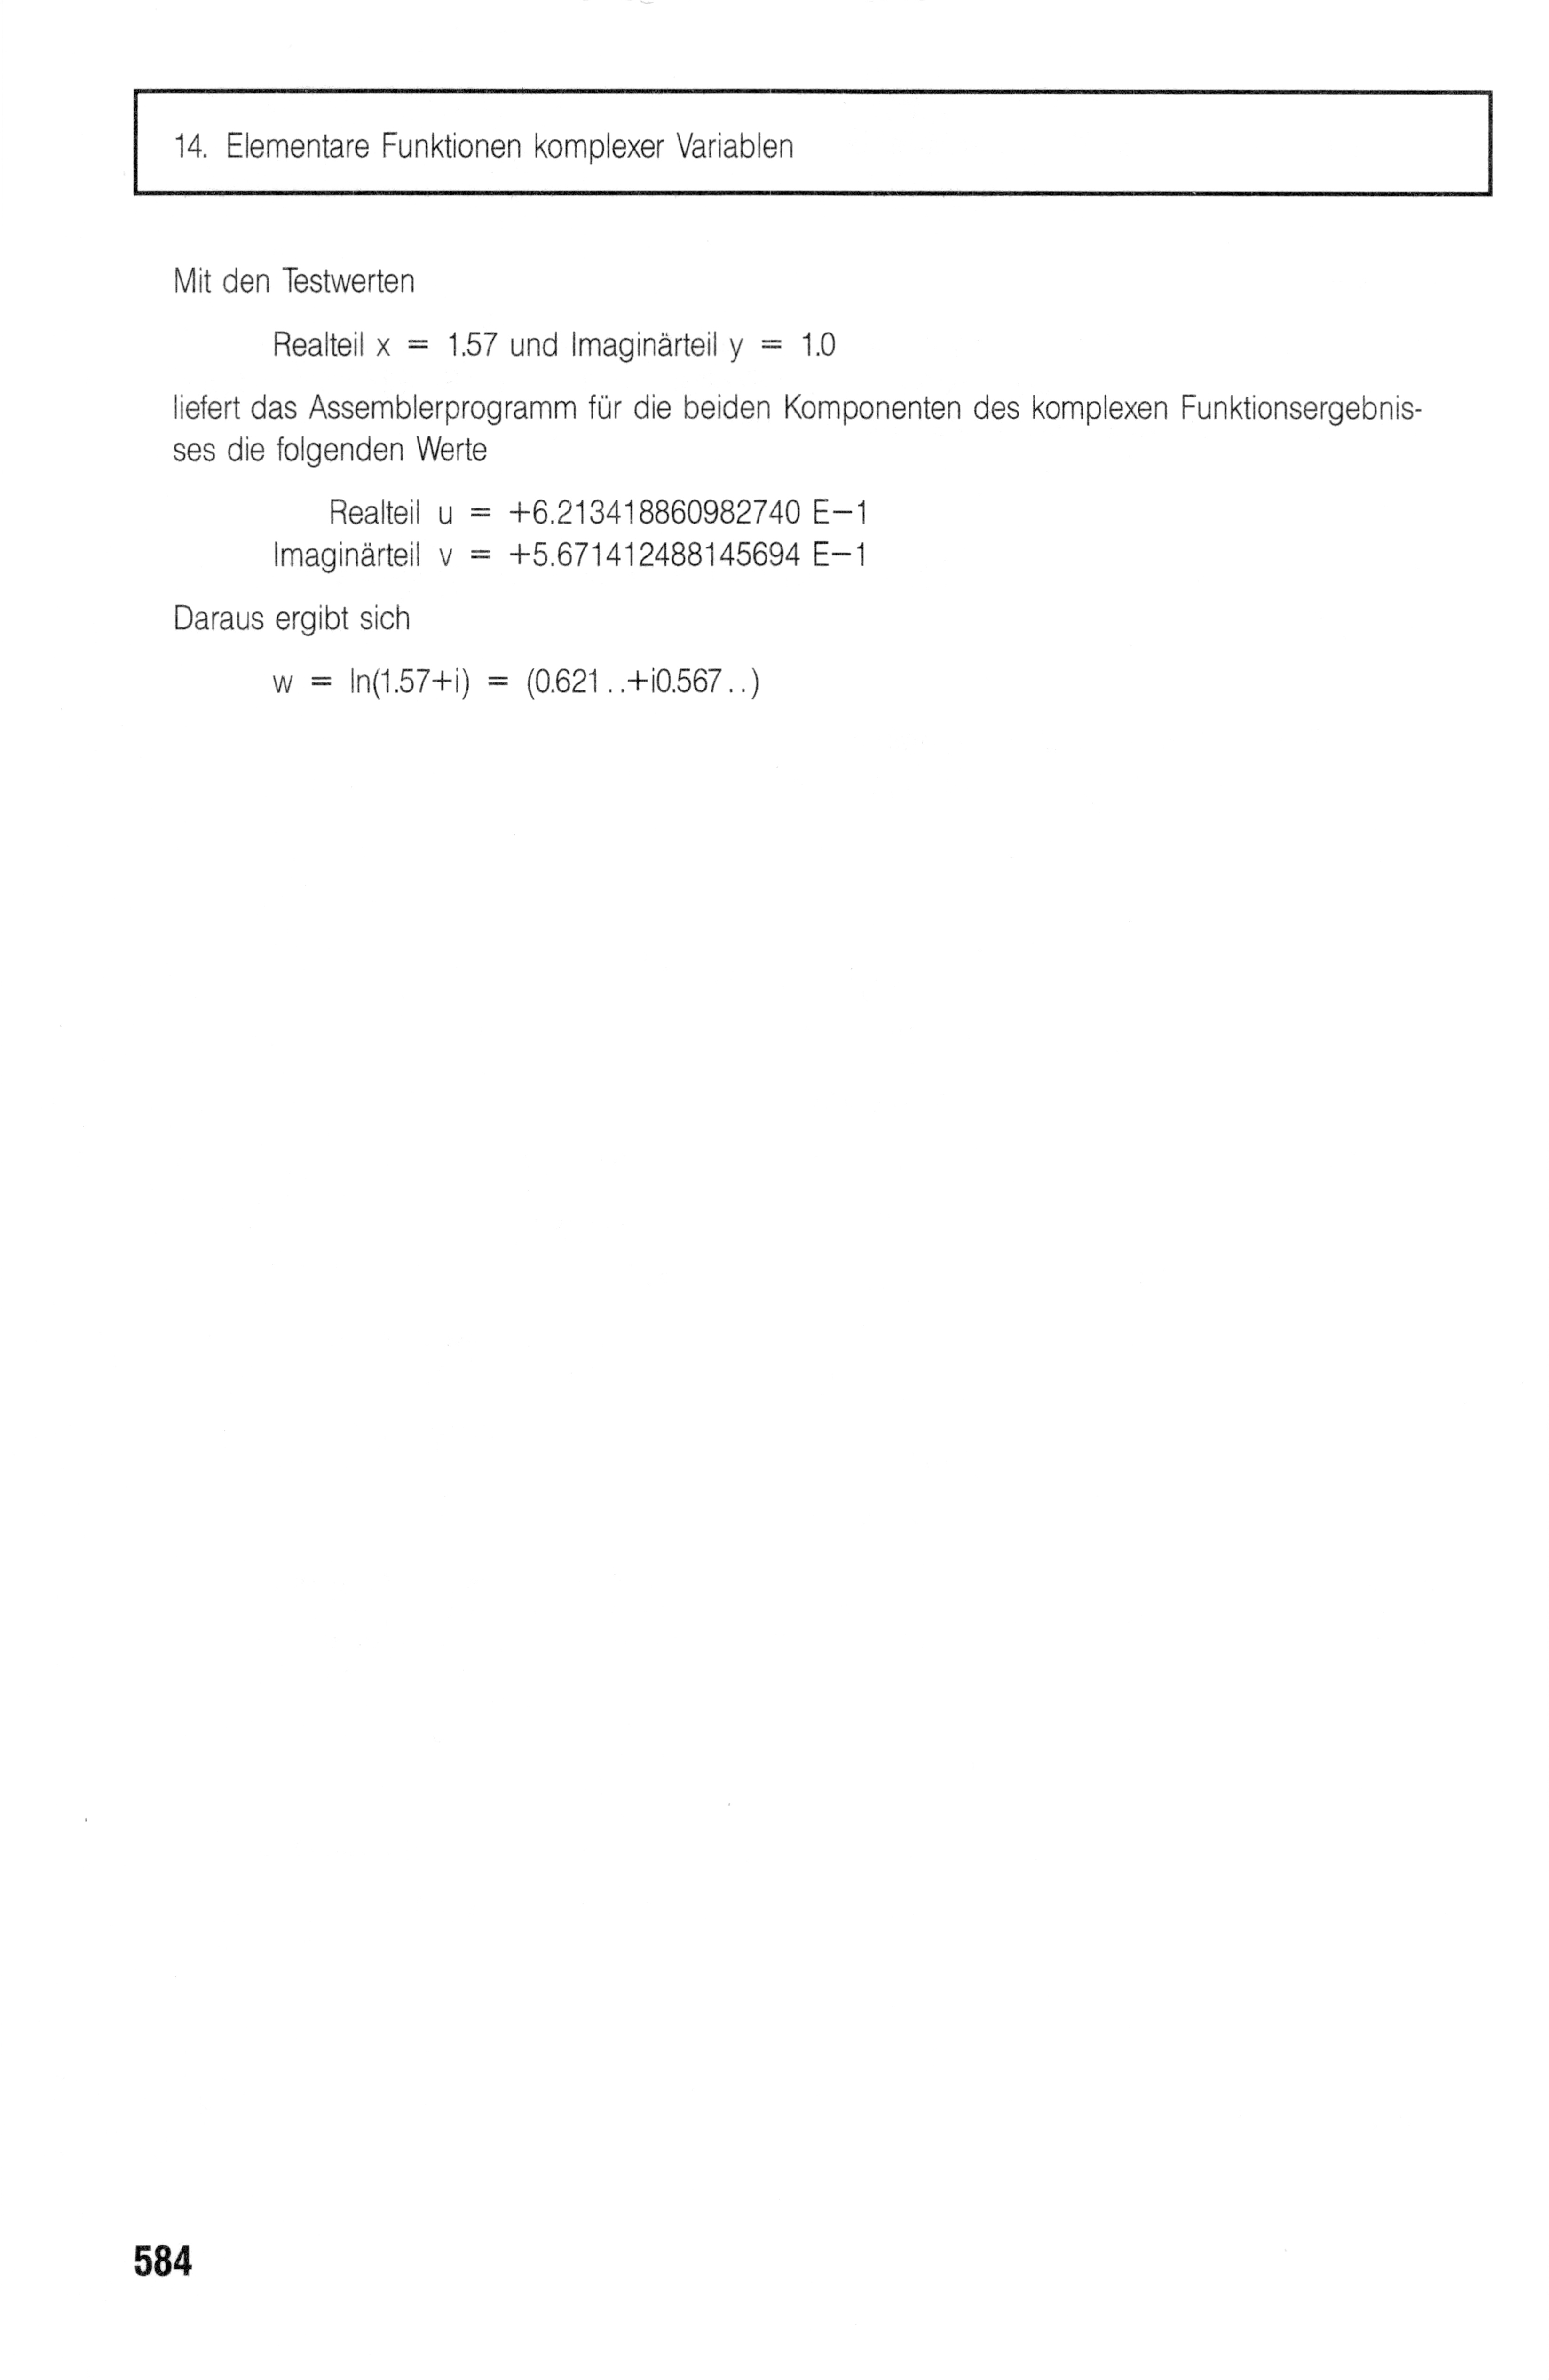 14. Elementare Funktionen komplexer Variablen
Mit den Testwerten
Realteil x = 1.57 und Imaginärteil y = 1.0
liefert das Assemblerprogramm für die beiden Komponenten des komplexen Funktionsergebnis-
ses die folgenden Werte
Realteil u = +6.213418860982740 E−1
Imaginärteil v = +5.671412488145694 E−1
Daraus ergibt sich
w = ln(1.57+i) = (0.621..+i0.567..)
584